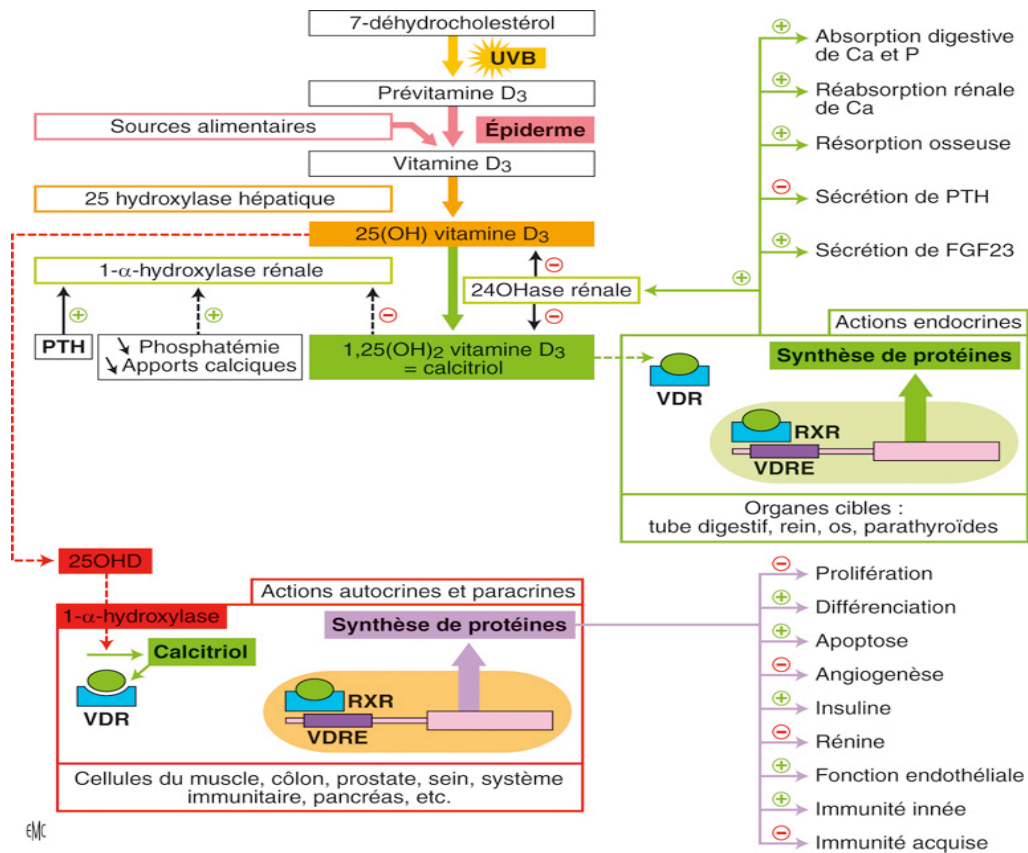 7-déhydrocholestérol
UVB
Prévitamine D3
Sources alimentaires
Épiderme
Vitamine D3
25 hydroxylase hépatique
25(OH) vitamine D3
1-α-hydroxylase rénale
24OHase rénale
PTH
↘ Phosphatémie
↘ Apports calciques
1,25(OH)2 vitamine D3
= calcitriol
+
+
−
−
−
+
+ Absorption digestive
de Ca et P
+ Réabsorption rénale
de Ca
+ Résorption osseuse
− Sécrétion de PTH
+ Sécrétion de FGF23
Actions endocrines
Synthèse de protéines
VDR
RXR
VDRE
Organes cibles :
tube digestif, rein, os, parathyroïdes
25OHD
Actions autocrines et paracrines
1-α-hydroxylase
Synthèse de protéines
Calcitriol
VDR
RXR
VDRE
Cellules du muscle, côlon, prostate, sein, système
immunitaire, pancréas, etc.
− Prolifération
+ Différenciation
+ Apoptose
− Angiogenèse
+ Insuline
− Rénine
+ Fonction endothéliale
+ Immunité innée
− Immunité acquise
EMC